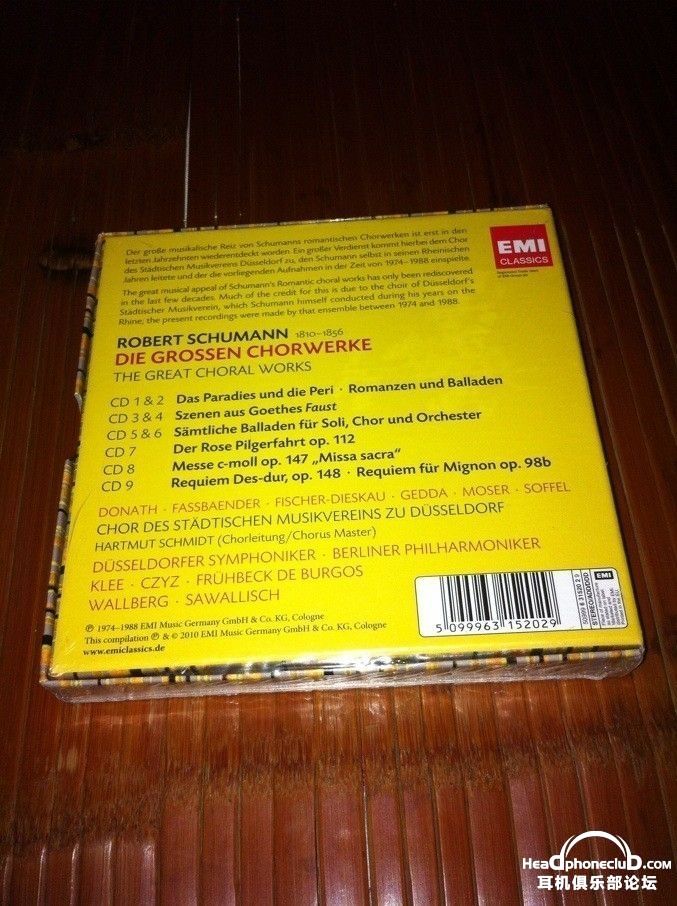 Der große musikalische Reiz von Schumanns romantischen Chorwerken ist erst in den
letzten Jahrzehnten wiederentdeckt worden. Ein großer Verdienst kommt hierbei dem Chor
des Städtischen Musikvereins Düsseldorf zu, den Schumann selbst in seinen Rheinischen
Jahren leitete und der die vorliegenden Aufnahmen in der Zeit von 1974–1988 einspielte.
The great musical appeal of Schumann's Romantic choral works has only been rediscovered
in the last few decades. Much of the credit for this is due to the choir of Düsseldorf's
Städtischer Musikverein, which Schumann himself conducted during his years on the
Rhine; the present recordings were made by that ensemble between 1974 and 1988.
EMI
CLASSICS
ROBERT SCHUMANN 1810–1856
DIE GROSSEN CHORWERKE
THE GREAT CHORAL WORKS
CD 1 & 2 Das Paradies und die Peri · Romanzen und Balladen
CD 3 & 4 Szenen aus Goethes Faust
CD 5 & 6 Sämtliche Balladen für Soli, Chor und Orchester
CD 7 Der Rose Pilgerfahrt op. 112
CD 8 Messe c-moll op. 147 „Missa sacra“
CD 9 Requiem Des-dur, op. 148 · Requiem für Mignon op. 98b
DONATH · FASSBAENDER · FISCHER-DIESKAU · GEDDA · MOSER · SOFFEL
CHOR DES STÄDTISCHEN MUSIKVEREINS ZU DÜSSELDORF
HARTMUT SCHMIDT (Chorleitung/Chorus Master)
DÜSSELDORFER SYMPHONIKER · BERLINER PHILHARMONIKER
KLEE · CZYZ · FRÜHBECK DE BURGOS
WALLBERG · SAWALLISCH
℗ 1974–1988 EMI Music Germany GmbH & Co. KG, Cologne
This compilation ℗ & © 2010 EMI Music Germany GmbH & Co. KG, Cologne
www.emiclassics.de
5 099963 152029
EMI
HeadphonecluD.com
耳机俱乐部论坛